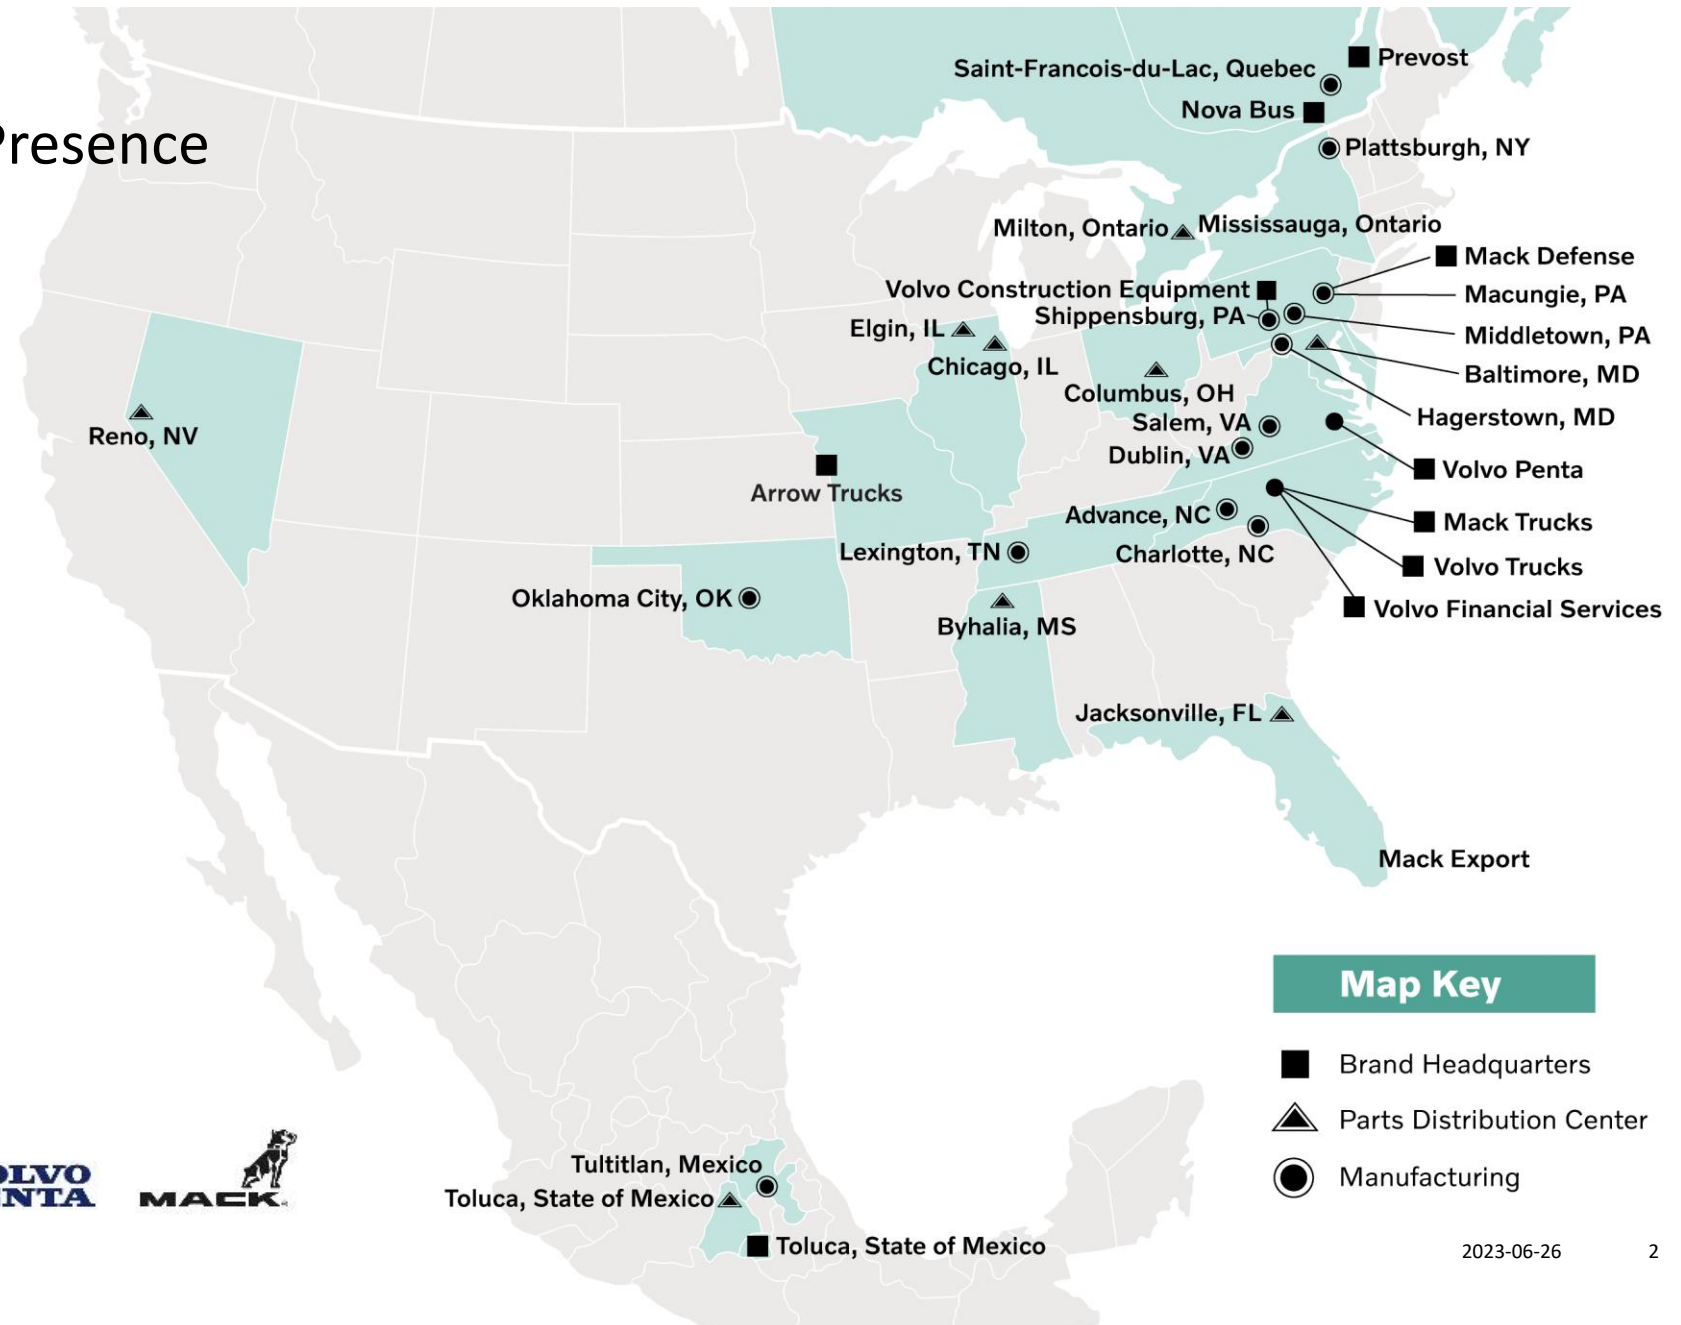 Presence
Prevost
Saint-Francois-du-Lac, Quebec
Nova Bus
Plattsburgh, NY
Milton, Ontario
Mississauga, Ontario
Mack Defense
Volvo Construction Equipment
Macungie, PA
Shippensburg, PA
Elgin, IL
Middletown, PA
Chicago, IL
Baltimore, MD
Columbus, OH
Hagerstown, MD
Salem, VA
Reno, NV
Dublin, VA
Volvo Penta
Arrow Trucks
Advance, NC
Mack Trucks
Lexington, TN
Charlotte, NC
Volvo Trucks
Oklahoma City, OK
Volvo Financial Services
Byhalia, MS
Jacksonville, FL
Mack Export
Map Key
Brand Headquarters
Parts Distribution Center
Manufacturing
Tultitlan, Mexico
Toluca, State of Mexico
Toluca, State of Mexico
OLVO
NTA
MACK
2023-06-26 2